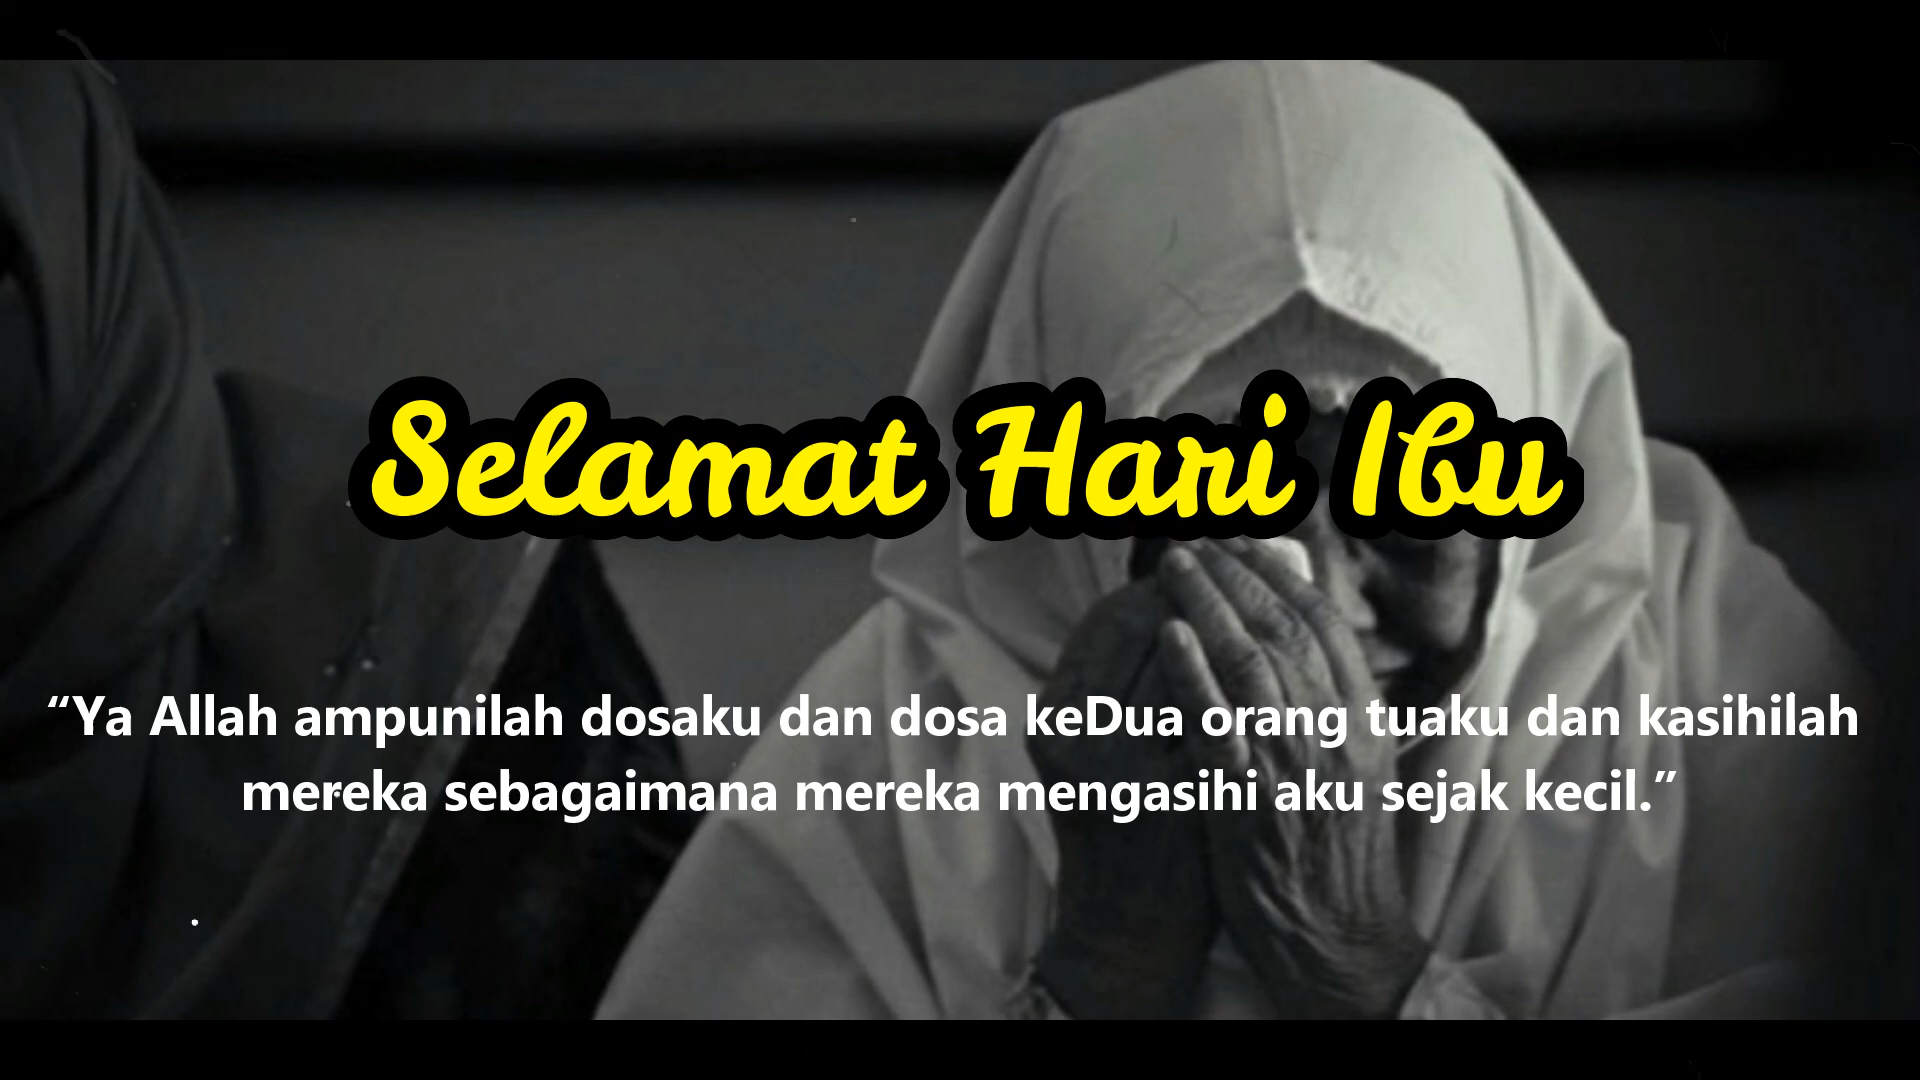 Selamat Hari Ibu
“Ya Allah ampunilah dosaku dan dosa keDua orang tuaku dan kasihilah
mereka sebagaimana mereka mengasihi aku sejak kecil.”